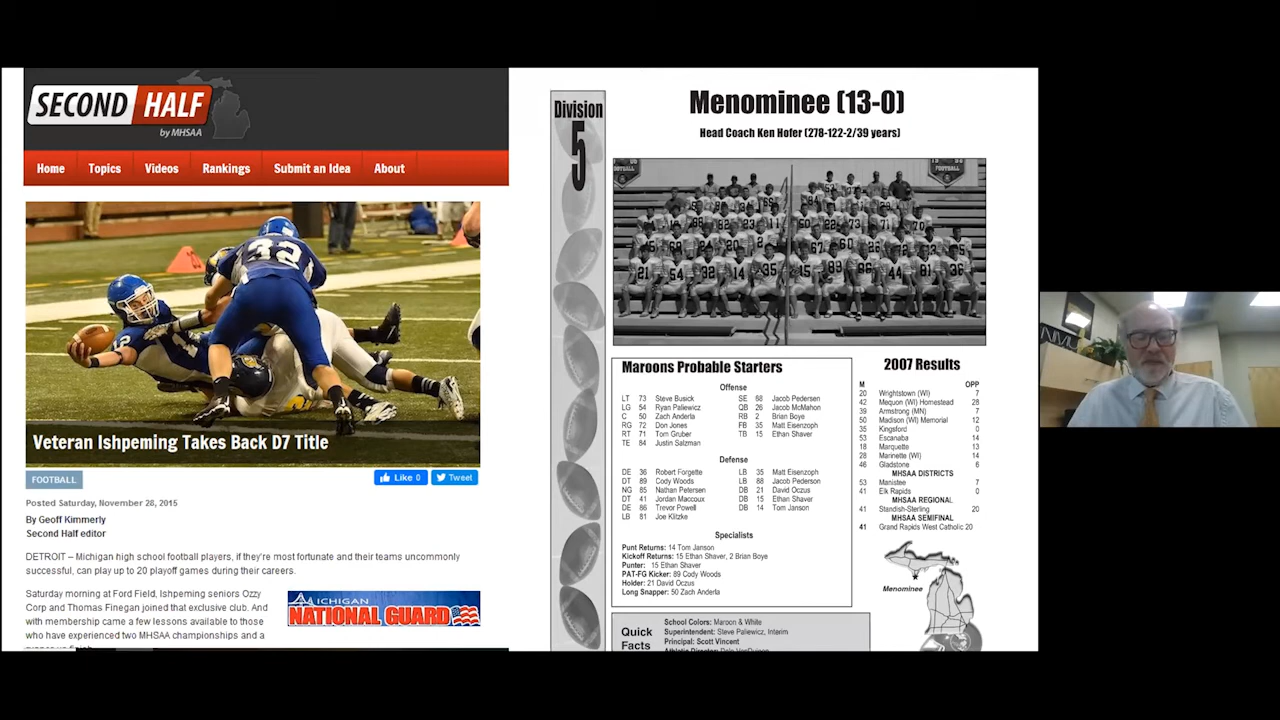 SECOND HALF
by MHSAA
Home Topics Videos Rankings Submit an Idea About
32
12
Veteran Ishpeming Takes Back D7 Title
FOOTBALL
Like 0 Tweet
Posted Saturday, November 28, 2015
By Geoff Kimmerly
Second Half editor
DETROIT – Michigan high school football players, if they're most fortunate and their teams uncommonly
successful, can play up to 20 playoff games during their careers.
Saturday morning at Ford Field, Ishpeming seniors Ozzy
Corp and Thomas Finegan joined that exclusive club. And
with membership came a few lessons available to those
who have experienced two MHSAA championships and a
MICHIGAN
NATIONAL GUARD
Division
5
Menominee (13-0)
Head Coach Ken Hofer (278-122-2/39 years)
FOOTBALL
FOOTBALL
21 54 32 14 35 15 89 86 44 81 36
Maroons Probable Starters
Offense
LT 73 Steve Busick SE 68 Jacob Pedersen
LG 54 Ryan Paliewicz QB 26 Jacob McMahon
C 50 Zach Anderla RB 2 Brian Boye
RG 72 Don Jones FB 35 Matt Eisenzoph
RT 71 Tom Gruber TB 15 Ethan Shaver
TE 84 Justin Salzman
Defense
DE 36 Robert Forgette LB 35 Matt Eisenzoph
DT 89 Cody Woods LB 88 Jacob Pederson
NG 85 Nathan Petersen DB 21 David Oczus
DT 41 Jordan Maccoux DB 15 Ethan Shaver
DE 86 Trevor Powell DB 14 Tom Janson
LB 81 Joe Klitzke
Specialists
Punt Returns: 14 Tom Janson
Kickoff Returns: 15 Ethan Shaver, 2 Brian Boye
Punter: 15 Ethan Shaver
PAT-FG Kicker: 89 Cody Woods
Holder: 21 David Oczus
Long Snapper: 50 Zach Anderla
2007 Results
M OPP
20 Wrightstown (WI) 7
42 Mequon (WI) Homestead 28
39 Armstrong (MN) 7
50 Madison (WI) Memorial 12
35 Kingsford 0
53 Escanaba 14
18 Marquette 13
28 Marinette (WI) 14
46 Gladstone 6
MHSAA DISTRICTS
53 Manistee 7
41 Elk Rapids 0
MHSAA REGIONAL
41 Standish-Sterling 20
MHSAA SEMIFINAL
41 Grand Rapids West Catholic 20
Menominee
Quick
Facts
School Colors: Maroon & White
Superintendent: Steve Paliewicz, Interim
Principal: Scott Vincent